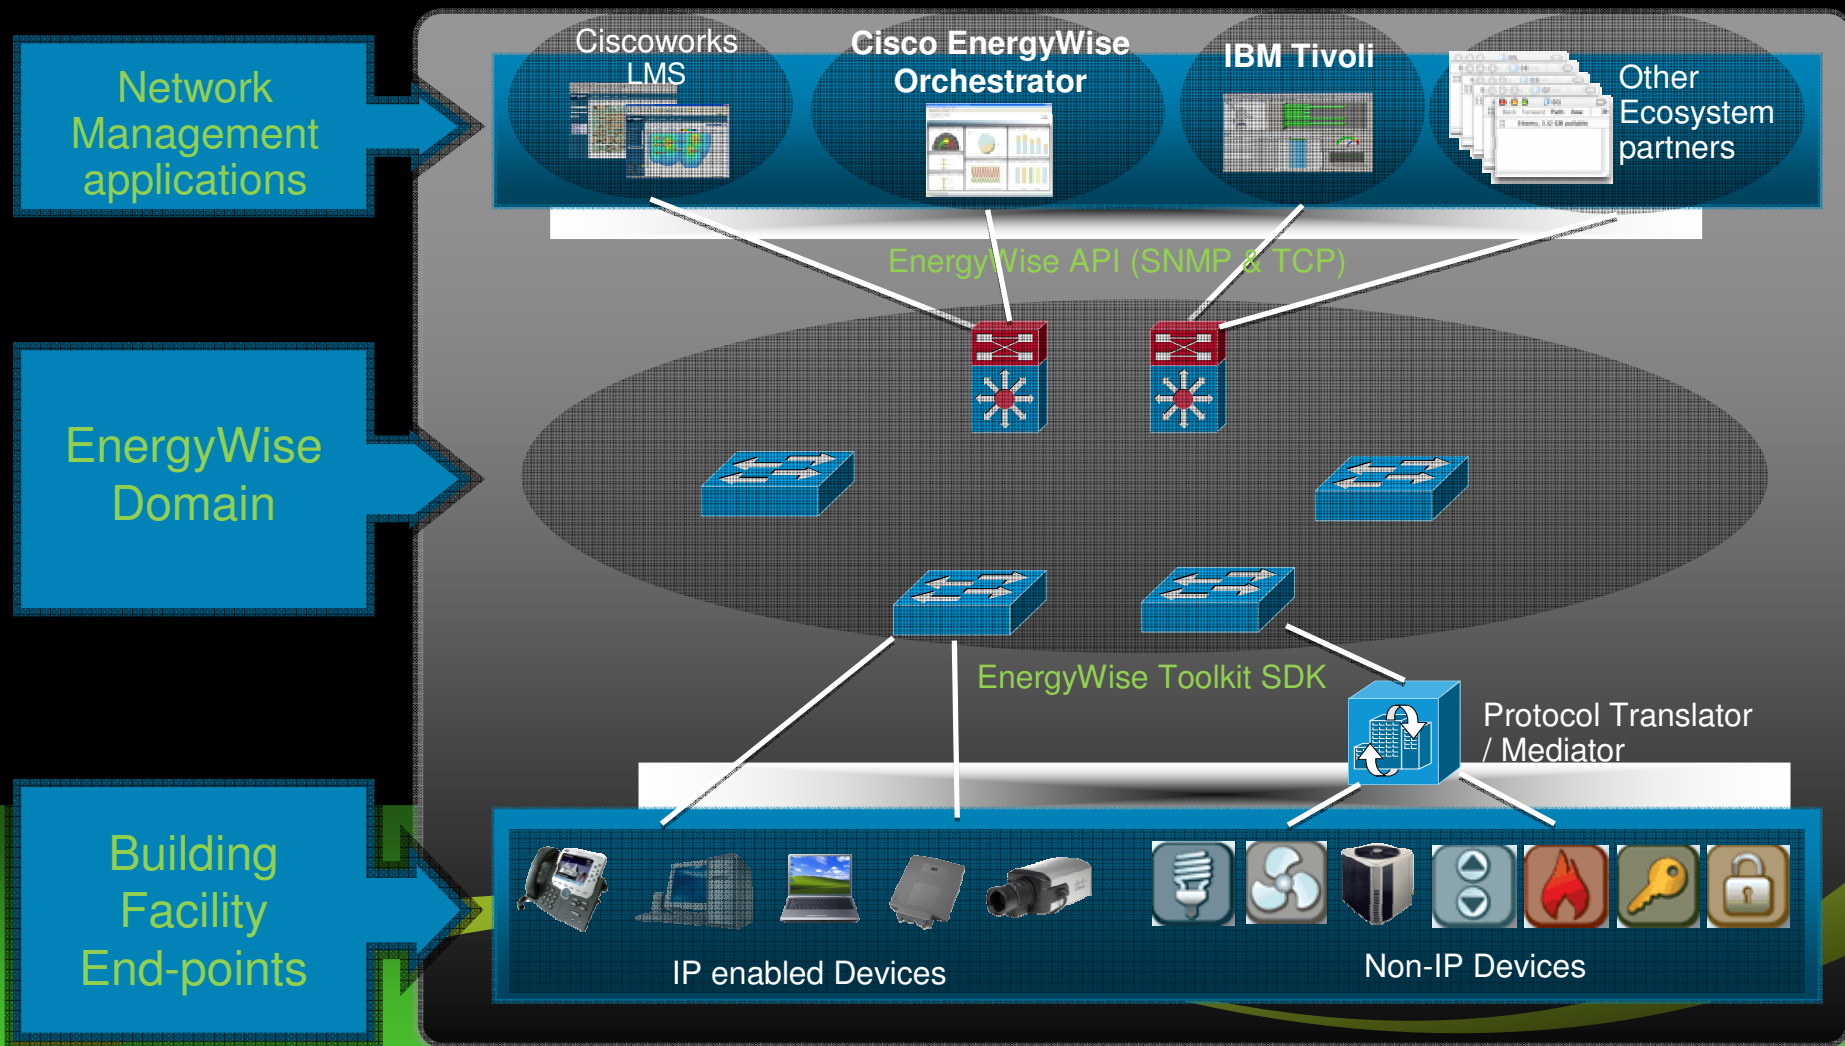 Network
Management
applications
Ciscoworks
LMS
Cisco EnergyWise
Orchestrator
IBM Tivoli
Other
Ecosystem
partners
EnergyWise API (SNMP & TCP)
EnergyWise
Domain
EnergyWise Toolkit SDK
Protocol Translator
/ Mediator
Building
Facility
End-points
IP enabled Devices
Non-IP Devices